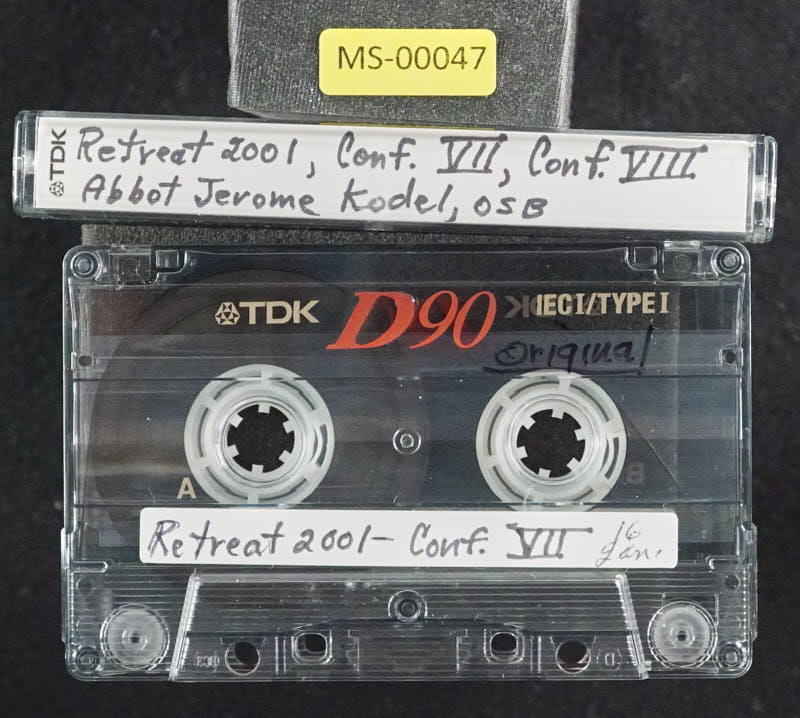 MS-00047
TDK
Retreat 2001, Conf. VII, Conf. VIII
Abbot Jerome Kodel, OSB
TDK D90 IECI/TYPE I
Original
A
B
Retreat 2001- Conf. VII 16 Jan.